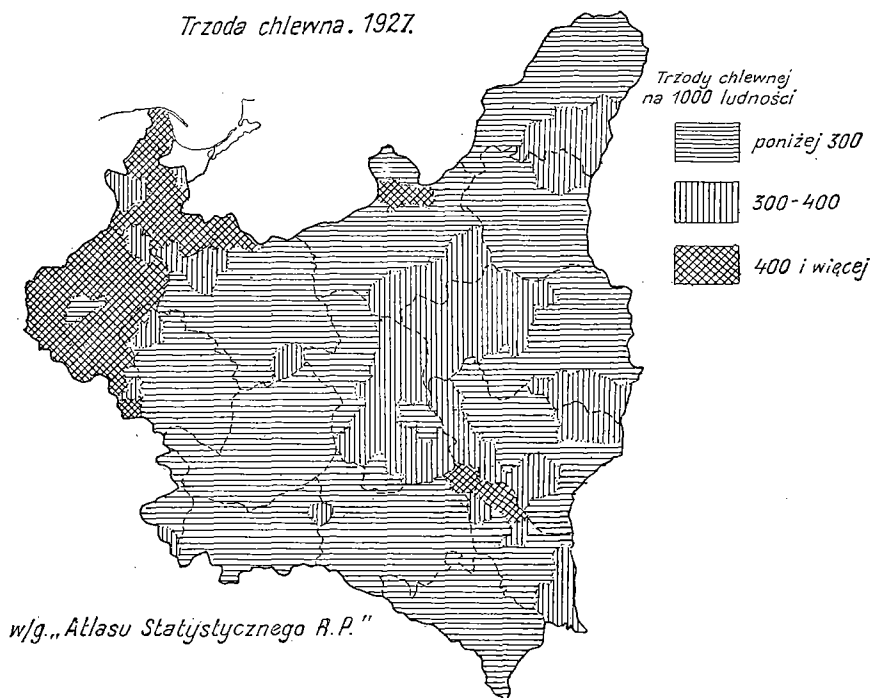 Trzoda chlewna. 1927.
Trzody chlewnej
na 1000 ludności
poniżej 300
300-400
400 i więcej
w/g. „Atlasu Statystycznego R.P."